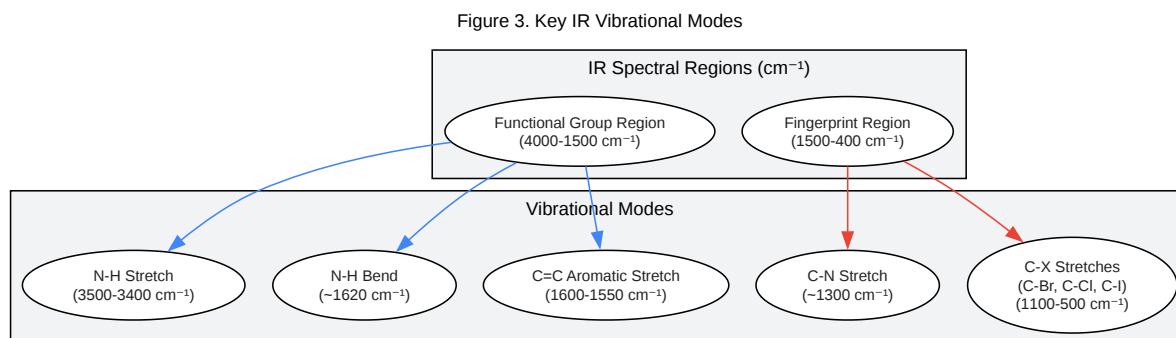 Figure 3. Key IR Vibrational Modes
IR Spectral Regions (cm⁻¹)
Functional Group Region
(4000-1500 cm⁻¹)
Fingerprint Region
(1500-400 cm⁻¹)
Vibrational Modes
N-H Stretch
(3500-3400 cm⁻¹)
N-H Bend
(~1620 cm⁻¹)
C=C Aromatic Stretch
(1600-1550 cm⁻¹)
C-N Stretch
(~1300 cm⁻¹)
C-X Stretches
(C-Br, C-Cl, C-I)
(1100-500 cm⁻¹)